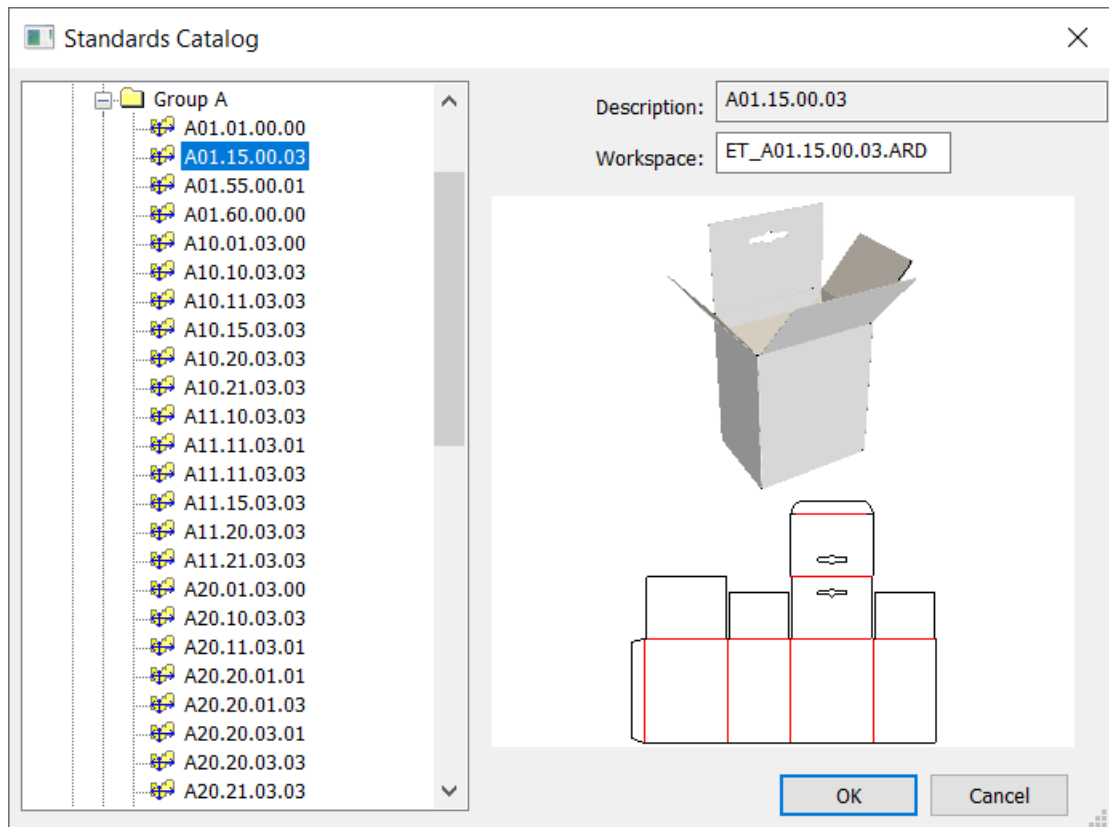 Standards Catalog
Group A
A01.01.00.00
A01.15.00.03
A01.55.00.01
A01.60.00.00
A10.01.03.00
A10.10.03.03
A10.11.03.03
A10.15.03.03
A10.20.03.03
A10.21.03.03
A11.10.03.03
A11.11.03.01
A11.11.03.03
A11.15.03.03
A11.20.03.03
A11.21.03.03
A20.01.03.00
A20.10.03.03
A20.11.03.01
A20.20.01.01
A20.20.01.03
A20.20.03.01
A20.20.03.03
A20.21.03.03
Description: A01.15.00.03
Workspace: ET_A01.15.00.03.ARD
OK Cancel